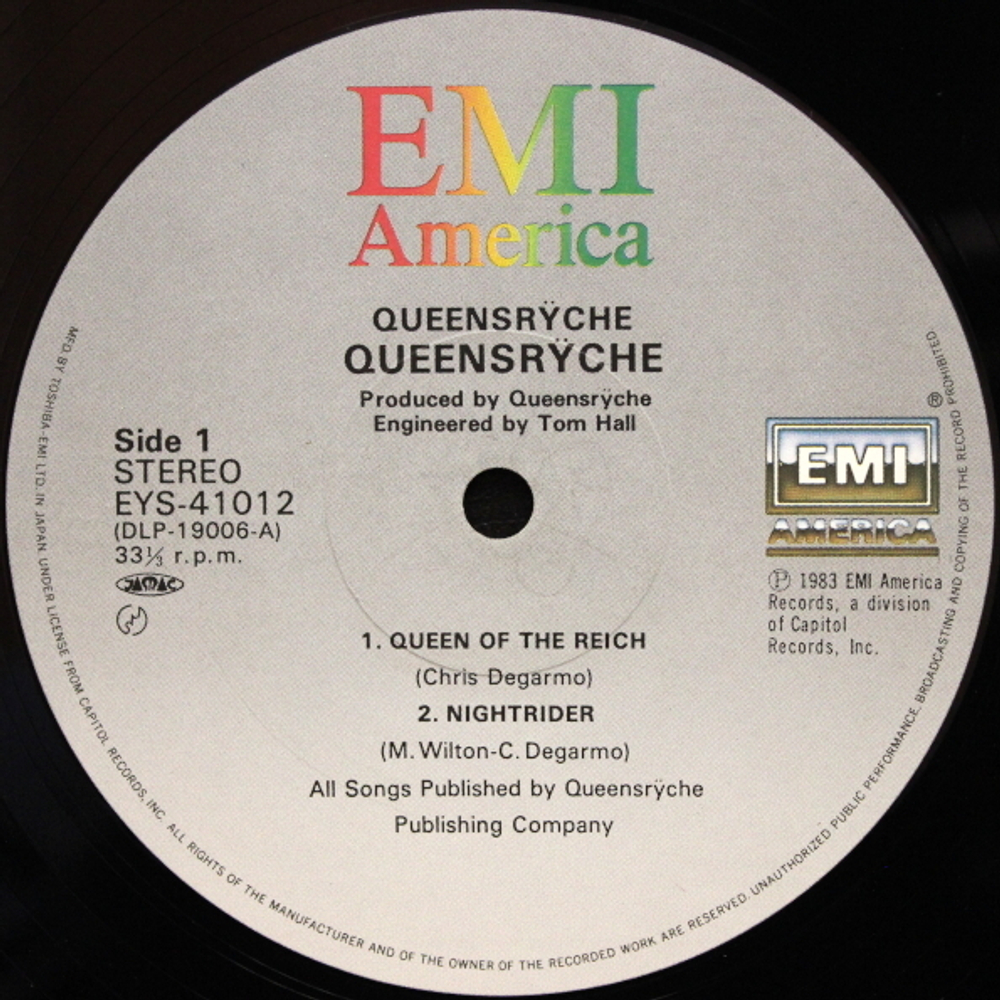 EMI
America
QUEENSRŸCHE
QUEENSRŸCHE
Produced by Queensrÿche
Engineered by Tom Hall
Side 1
STEREO
EYS-41012
(DLP-19006-A)
33⅓ r.p.m.
JASRAC
®
EMI
AMERICA
℗ 1983 EMI America
Records, a division
of Capitol
Records, Inc.
1. QUEEN OF THE REICH
(Chris Degarmo)
2. NIGHTRIDER
(M. Wilton-C. Degarmo)
All Songs Published by Queensrÿche
Publishing Company
MFD. BY TOSHIBA-EMI LTD. IN JAPAN UNDER LICENSE FROM CAPITOL RECORDS, INC. ALL RIGHTS OF THE MANUFACTURER AND OF THE OWNER OF THE RECORDED WORK ARE RESERVED. UNAUTHORIZED PUBLIC PERFORMANCE, BROADCASTING AND COPYING OF THE RECORD PROHIBITED